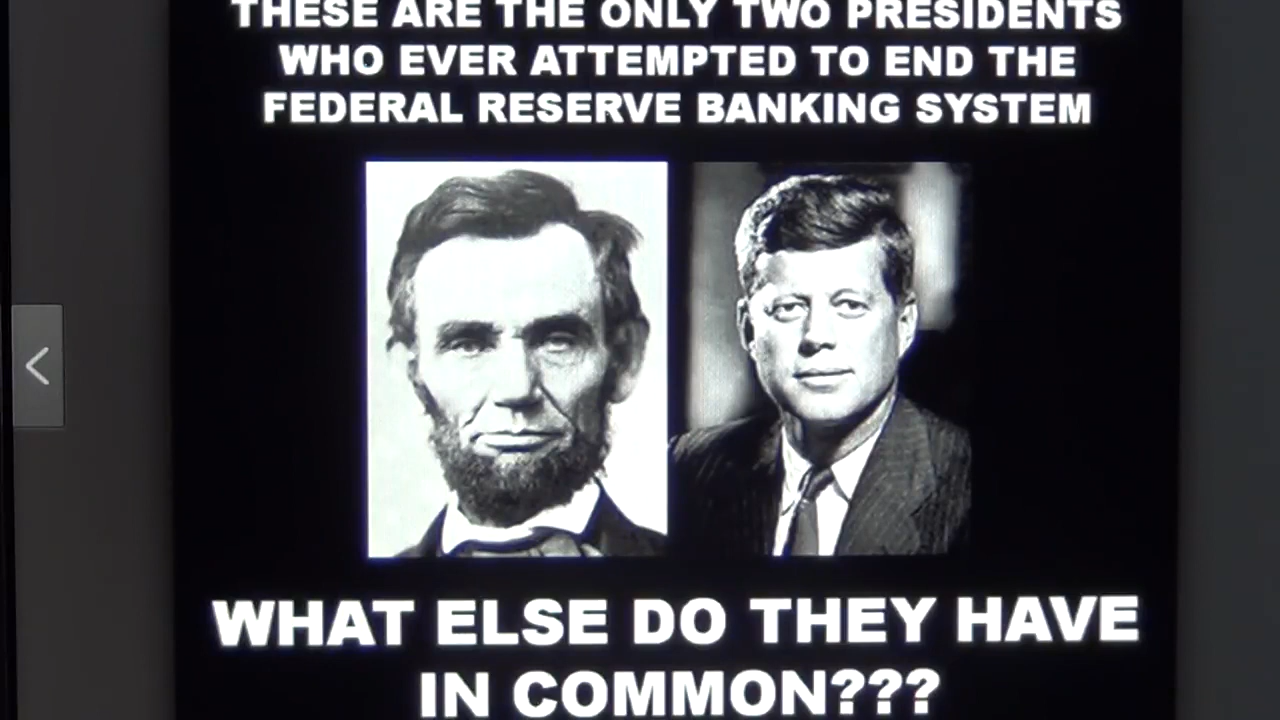 THESE ARE THE ONLY TWO PRESIDENTS
WHO EVER ATTEMPTED TO END THE
FEDERAL RESERVE BANKING SYSTEM
WHAT ELSE DO THEY HAVE
IN COMMON???